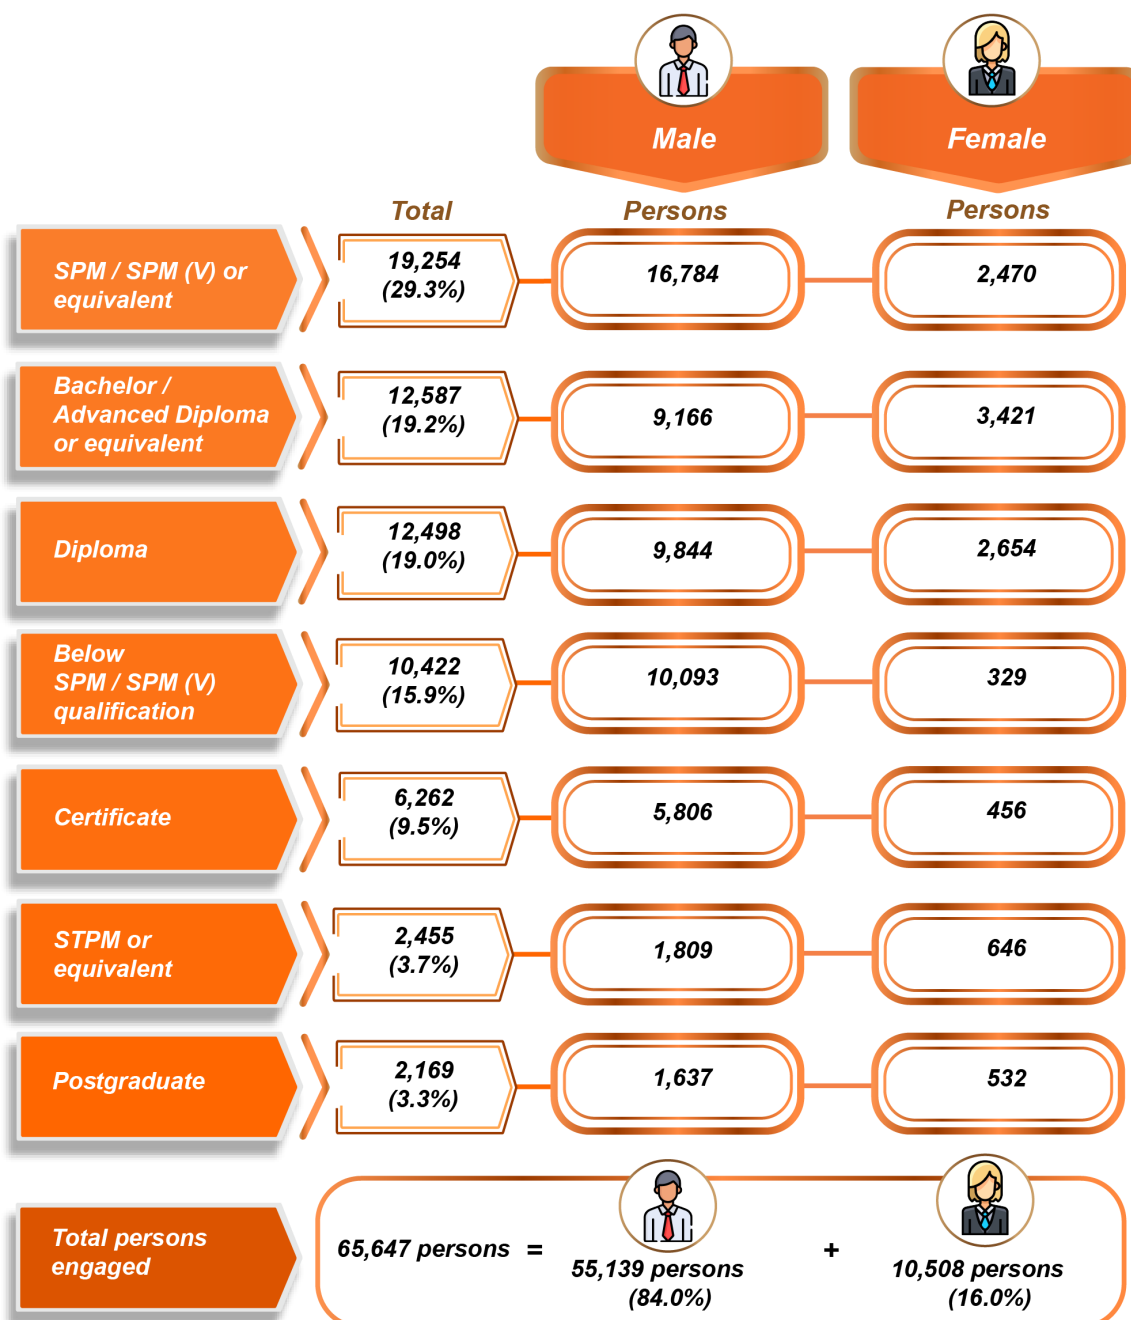 Male
Female
Total
Persons
Persons
SPM / SPM (V) or
equivalent
19,254
(29.3%)
16,784
2,470
Bachelor /
Advanced Diploma
or equivalent
12,587
(19.2%)
9,166
3,421
Diploma
12,498
(19.0%)
9,844
2,654
Below
SPM / SPM (V)
qualification
10,422
(15.9%)
10,093
329
Certificate
6,262
(9.5%)
5,806
456
STPM or
equivalent
2,455
(3.7%)
1,809
646
Postgraduate
2,169
(3.3%)
1,637
532
Total persons
engaged
65,647 persons =
55,139 persons
(84.0%)
+
10,508 persons
(16.0%)